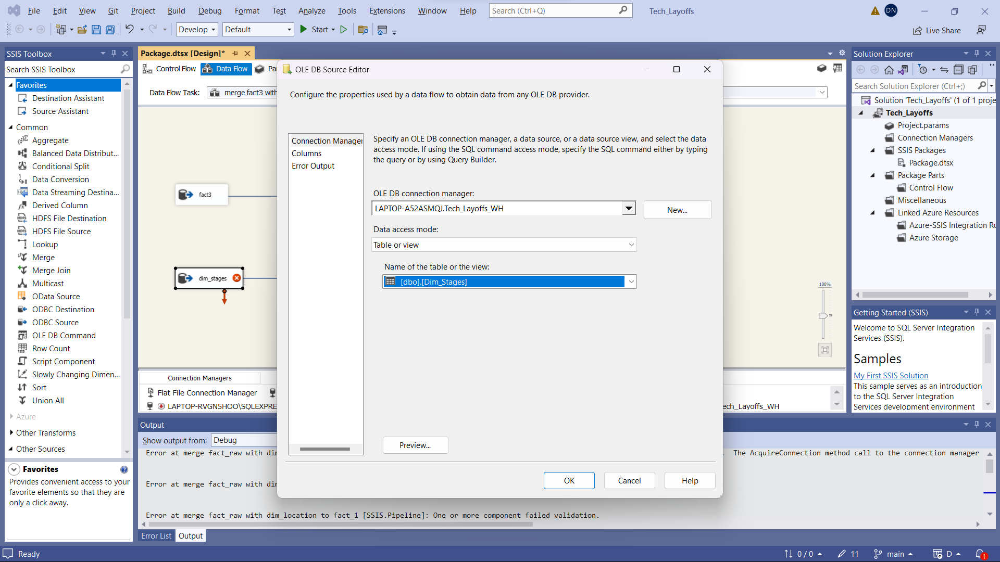 File Edit View Git Project Build Debug Format Test Analyze Tools Extensions Window Help Search (Ctrl+Q) Tech_Layoffs DN
Develop Default Start Live Share
SSIS Toolbox
Search SSIS Toolbox
Favorites
Destination Assistant
Source Assistant
Common
Aggregate
Balanced Data Distribut...
Conditional Split
Data Conversion
Data Streaming Destina...
Derived Column
HDFS File Destination
HDFS File Source
Lookup
Merge
Merge Join
Multicast
OData Source
ODBC Destination
ODBC Source
OLE DB Command
Row Count
Script Component
Slowly Changing Dimen...
Sort
Union All
Azure
Other Transforms
Other Sources
Favorites
Provides convenient access to your
favorite elements so that they are
only a click away.
Package.dtsx [Design]*
Control Flow Data Flow Pa
Data Flow Task: merge fact3 with
fact3
dim_stages
100%
Connection Managers
Flat File Connection Manager
LAPTOP-RVGN5HOO\SQLEXPRE
ech_Layoffs_WH
OLE DB Source Editor
Configure the properties used by a data flow to obtain data from any OLE DB provider.
Connection Manager
Columns
Error Output
Specify an OLE DB connection manager, a data source, or a data source view, and select the data
access mode. If using the SQL command access mode, specify the SQL command either by typing
the query or by using Query Builder.
OLE DB connection manager:
LAPTOP-A52ASMQJ.Tech_Layoffs_WH
New...
Data access mode:
Table or view
Name of the table or the view:
[dbo].[Dim_Stages]
Preview...
OK Cancel Help
Output
Show output from: Debug
Error at merge fact_raw with dim . The AcquireConnection method call to the connection manager
Error at merge fact_raw with dim
Error at merge fact_raw with dim_location to fact_1 [SSIS.Pipeline]: One or more component failed validation.
Error List Output
Solution Explorer
Search Solution Explorer (Ctrl+;)
Solution 'Tech_Layoffs' (1 of 1 proje
Tech_Layoffs
Project.params
Connection Managers
SSIS Packages
Package.dtsx
Package Parts
Control Flow
Miscellaneous
Linked Azure Resources
Azure-SSIS Integration Ru
Azure Storage
Getting Started (SSIS)
Welcome to SQL Server Integration
Services (SSIS).
Samples
My First SSIS Solution
This sample serves as an introduction
to the SQL Server Integration
Services development environment
Ready 0 / 0 11 main D 1